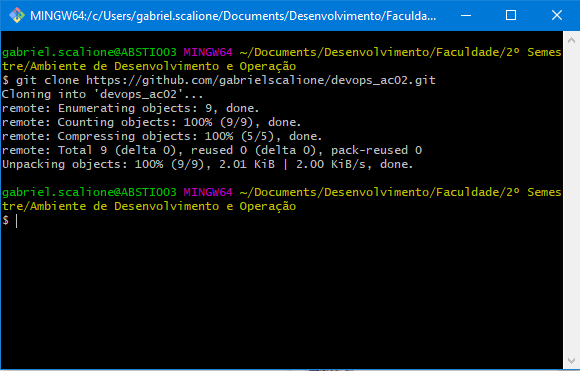 MINGW64:/c/Users/gabriel.scalione/Documents/Desenvolvimento/Faculda...
gabriel.scalione@ABSTI003 MINGW64 ~/Documents/Desenvolvimento/Faculdade/2º Semes
tre/Ambiente de Desenvolvimento e Operação
$ git clone https://github.com/gabrielscalione/devops_ac02.git
Cloning into 'devops_ac02'...
remote: Enumerating objects: 9, done.
remote: Counting objects: 100% (9/9), done.
remote: Compressing objects: 100% (5/5), done.
remote: Total 9 (delta 0), reused 0 (delta 0), pack-reused 0
Unpacking objects: 100% (9/9), 2.01 KiB | 2.00 KiB/s, done.
gabriel.scalione@ABSTI003 MINGW64 ~/Documents/Desenvolvimento/Faculdade/2º Semes
tre/Ambiente de Desenvolvimento e Operação
$